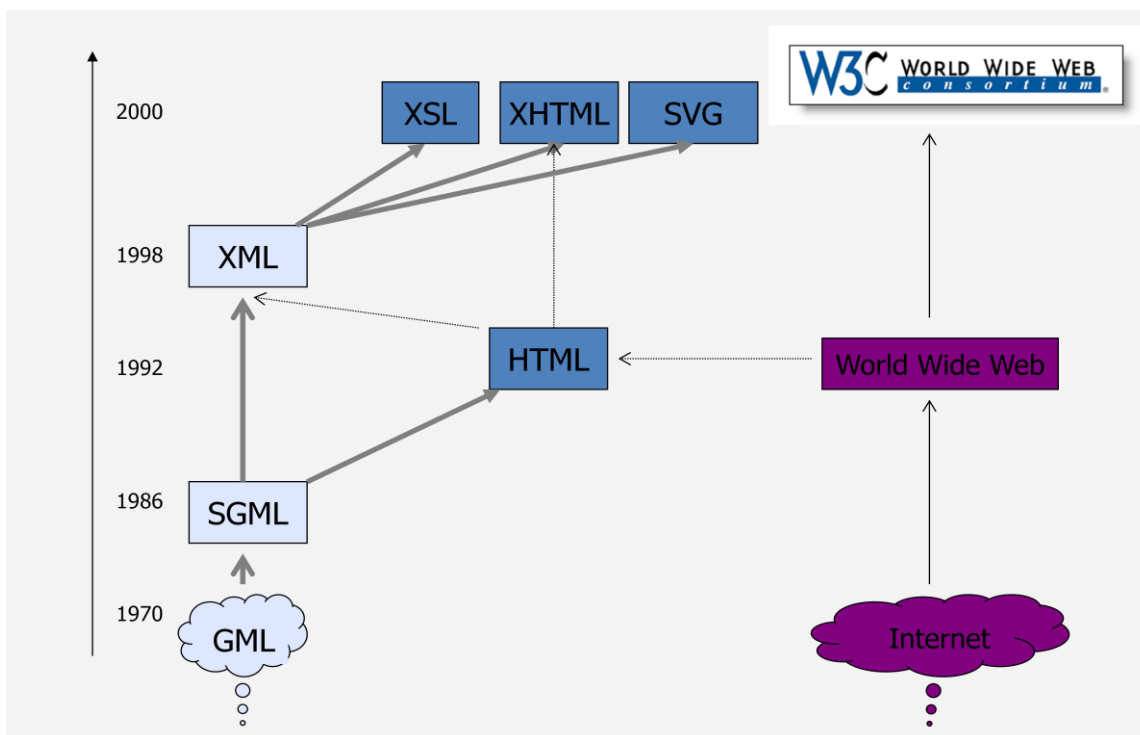 W3C WORLD WIDE WEB
consortium®
2000
XSL
XHTML
SVG
1998
XML
1992
HTML
World Wide Web
1986
SGML
1970
GML
Internet